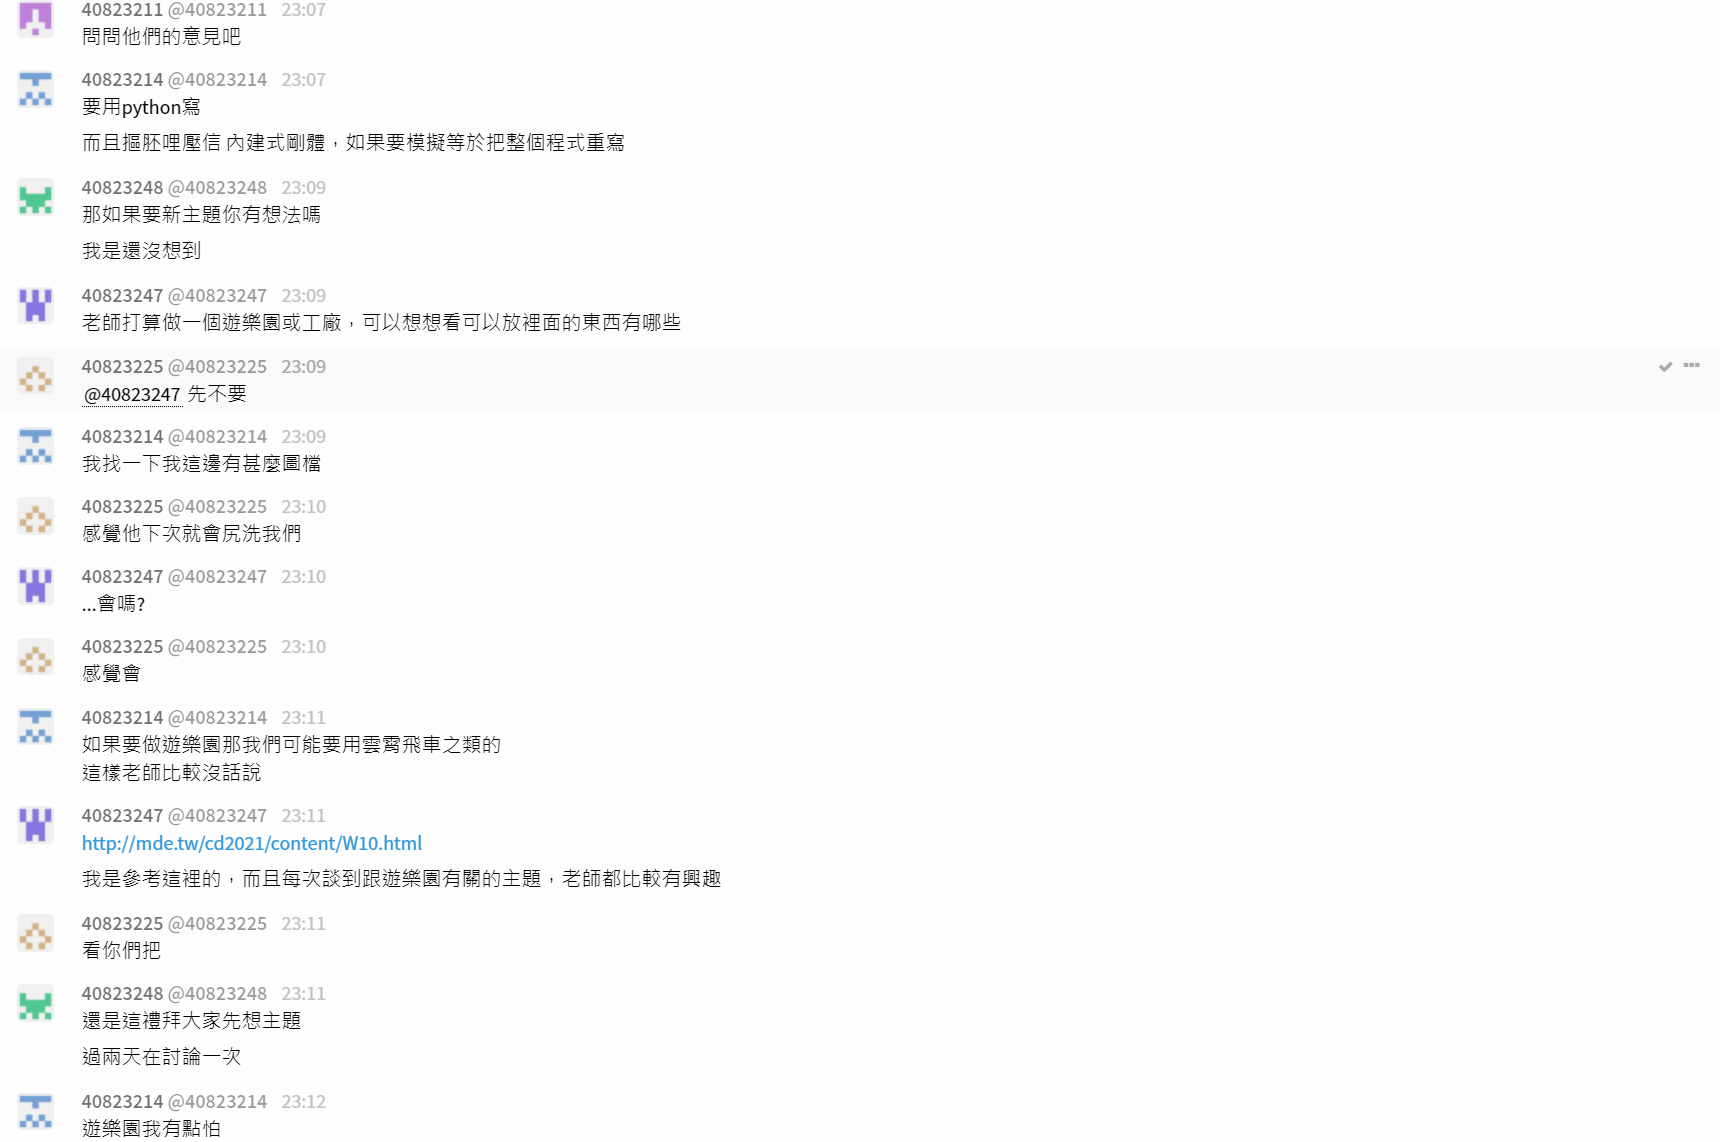 40823211 @40823211 23:07
問問他們的意見吧
40823214 @40823214 23:07
要用python寫
而且摳胚哩壓信 內建式剛體，如果要模擬等於把整個程式重寫
40823248 @40823248 23:09
那如果要新主題你有想法嗎
我是還沒想到
40823247 @40823247 23:09
老師打算做一個遊樂園或工廠，可以想想看可以放裡面的東西有哪些
40823225 @40823225 23:09
@40823247 先不要
40823214 @40823214 23:09
我找一下我這邊有甚麼圖檔
40823225 @40823225 23:10
感覺他下次就會尻洗我們
40823247 @40823247 23:10
...會嗎?
40823225 @40823225 23:10
感覺會
40823214 @40823214 23:11
如果要做遊樂園那我們可能要用雲霄飛車之類的
這樣老師比較沒話說
40823247 @40823247 23:11
http://mde.tw/cd2021/content/W10.html
我是參考這裡的，而且每次談到跟遊樂園有關的主題，老師都比較有興趣
40823225 @40823225 23:11
看你們把
40823248 @40823248 23:11
還是這禮拜大家先想主題
過兩天在討論一次
40823214 @40823214 23:12
遊樂園我有點怕